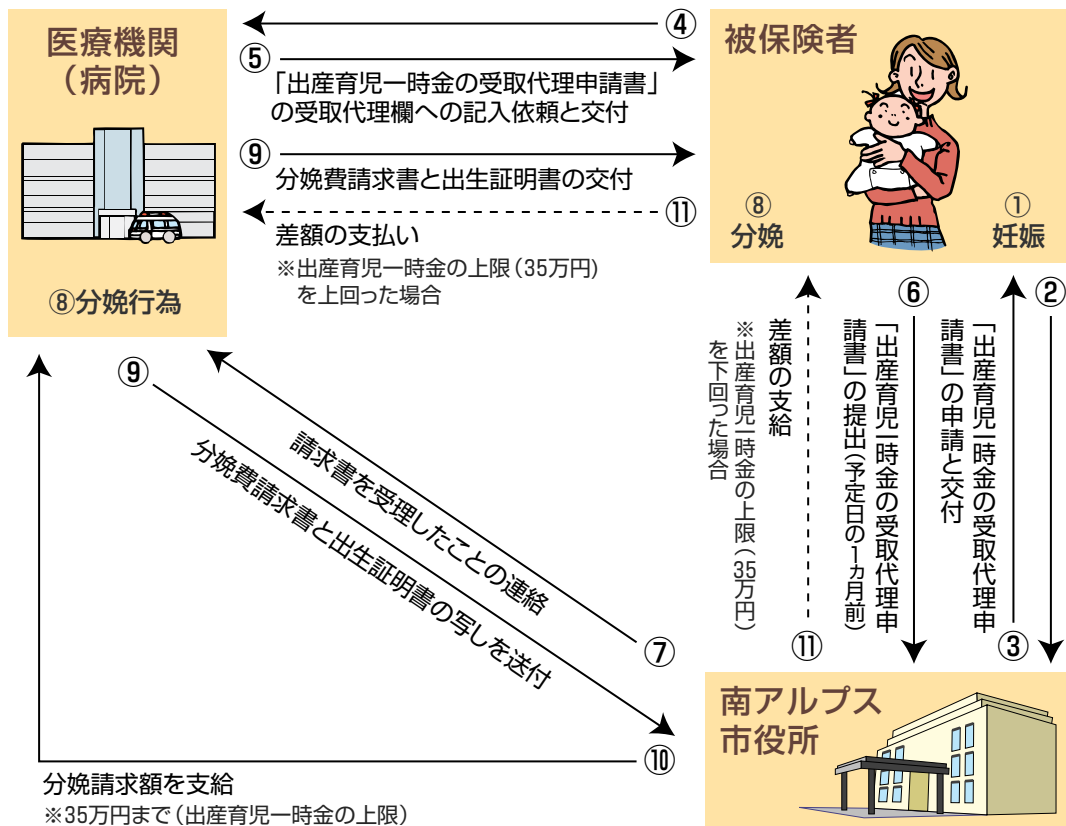 医療機関
（病院）
⑧分娩行為
④
⑤
「出産育児一時金の受取代理申請書」
の受取代理欄への記入依頼と交付
⑨
分娩費請求書と出生証明書の交付
⑪
差額の支払い
※出産育児一時金の上限（35万円）
を上回った場合
被保険者
⑧
分娩
①
妊娠
②
③
「出産育児一時金の受取代理申
請書」の申請と交付
⑥
「出産育児一時金の受取代理申
請書」の提出（予定日の1ヵ月前）
⑪
差額の支給
※出産育児一時金の上限（35万円）
を下回った場合
⑦
請求書を受理したことの連絡
⑨
分娩費請求書と出生証明書の写しを送付
⑩
分娩請求額を支給
※35万円まで（出産育児一時金の上限）
南アルプス
市役所